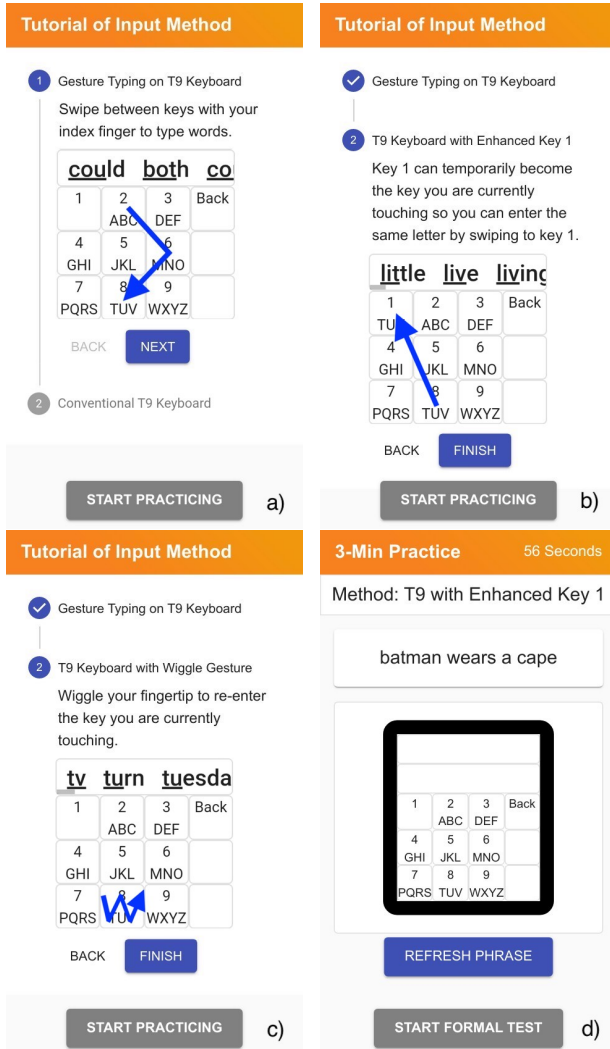 Tutorial of Input Method
1 Gesture Typing on T9 Keyboard
Swipe between keys with your
index finger to type words.
could both co
1 2 3 Back
ABC DEF
4 5 6
GHI JKL MNO
7 8 9
PQRS TUV WXYZ
BACK NEXT
2 Conventional T9 Keyboard
START PRACTICING
a)
Tutorial of Input Method
Gesture Typing on T9 Keyboard
2 T9 Keyboard with Enhanced Key 1
Key 1 can temporarily become
the key you are currently
touching so you can enter the
same letter by swiping to key 1.
little live living
1 2 3 Back
TUV ABC DEF
4 5 6
GHI JKL MNO
7 8 9
PQRS TUV WXYZ
BACK FINISH
START PRACTICING
b)
Tutorial of Input Method
Gesture Typing on T9 Keyboard
2 T9 Keyboard with Wiggle Gesture
Wiggle your fingertip to re-enter
the key you are currently
touching.
tv turn tuesda
1 2 3 Back
ABC DEF
4 5 6
GHI JKL MNO
7 8 9
PQRS TUV WXYZ
BACK FINISH
START PRACTICING
c)
3-Min Practice 56 Seconds
Method: T9 with Enhanced Key 1
batman wears a cape
1 2 3 Back
ABC DEF
4 5 6
GHI JKL MNO
7 8 9
PQRS TUV WXYZ
REFRESH PHRASE
START FORMAL TEST
d)